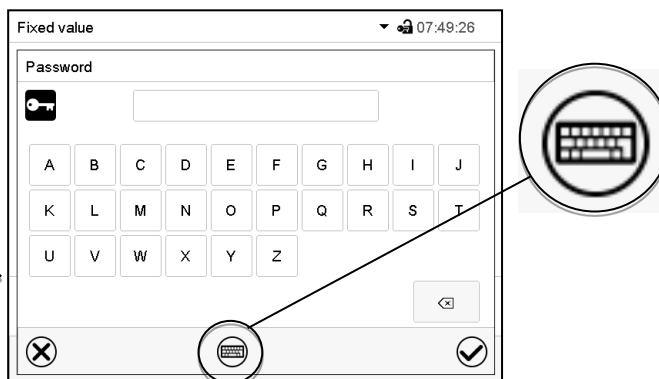 Fixed value 07:49:26
Password
A B C D E F G H I J
K L M N O P Q R S T
U V W X Y Z